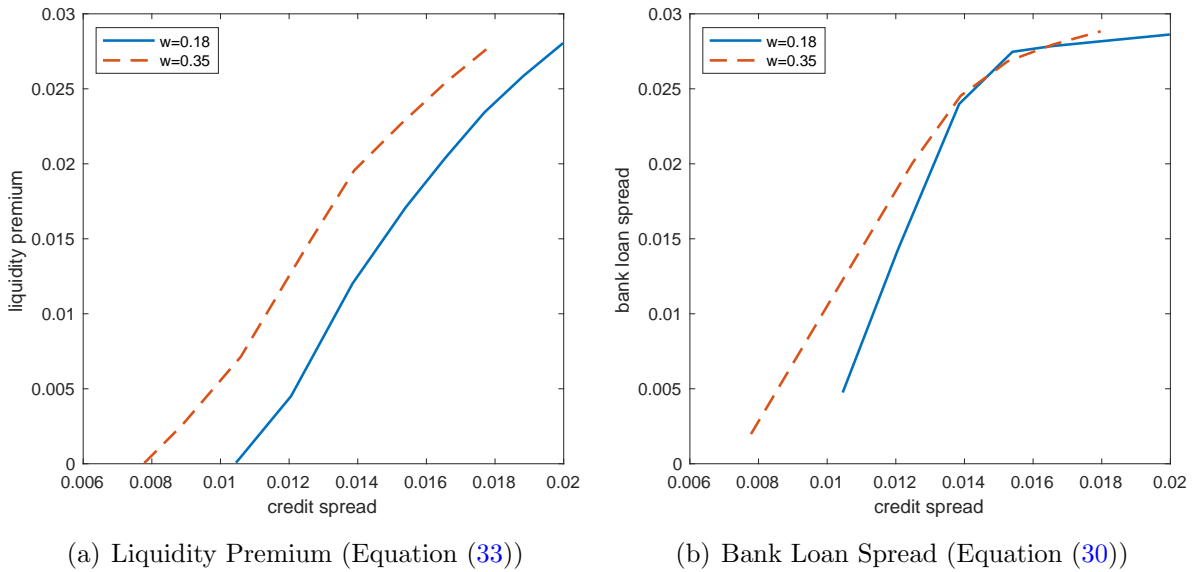 0.03
w=0.18
w=0.35
0.025
0.02
0.015
0.01
0.005
0
liquidity premium
0.006 0.008 0.01 0.012 0.014 0.016 0.018 0.02
credit spread
(a) Liquidity Premium (Equation (33))
0.03
w=0.18
w=0.35
0.025
0.02
0.015
0.01
0.005
0
bank loan spread
0.006 0.008 0.01 0.012 0.014 0.016 0.018 0.02
credit spread
(b) Bank Loan Spread (Equation (30))